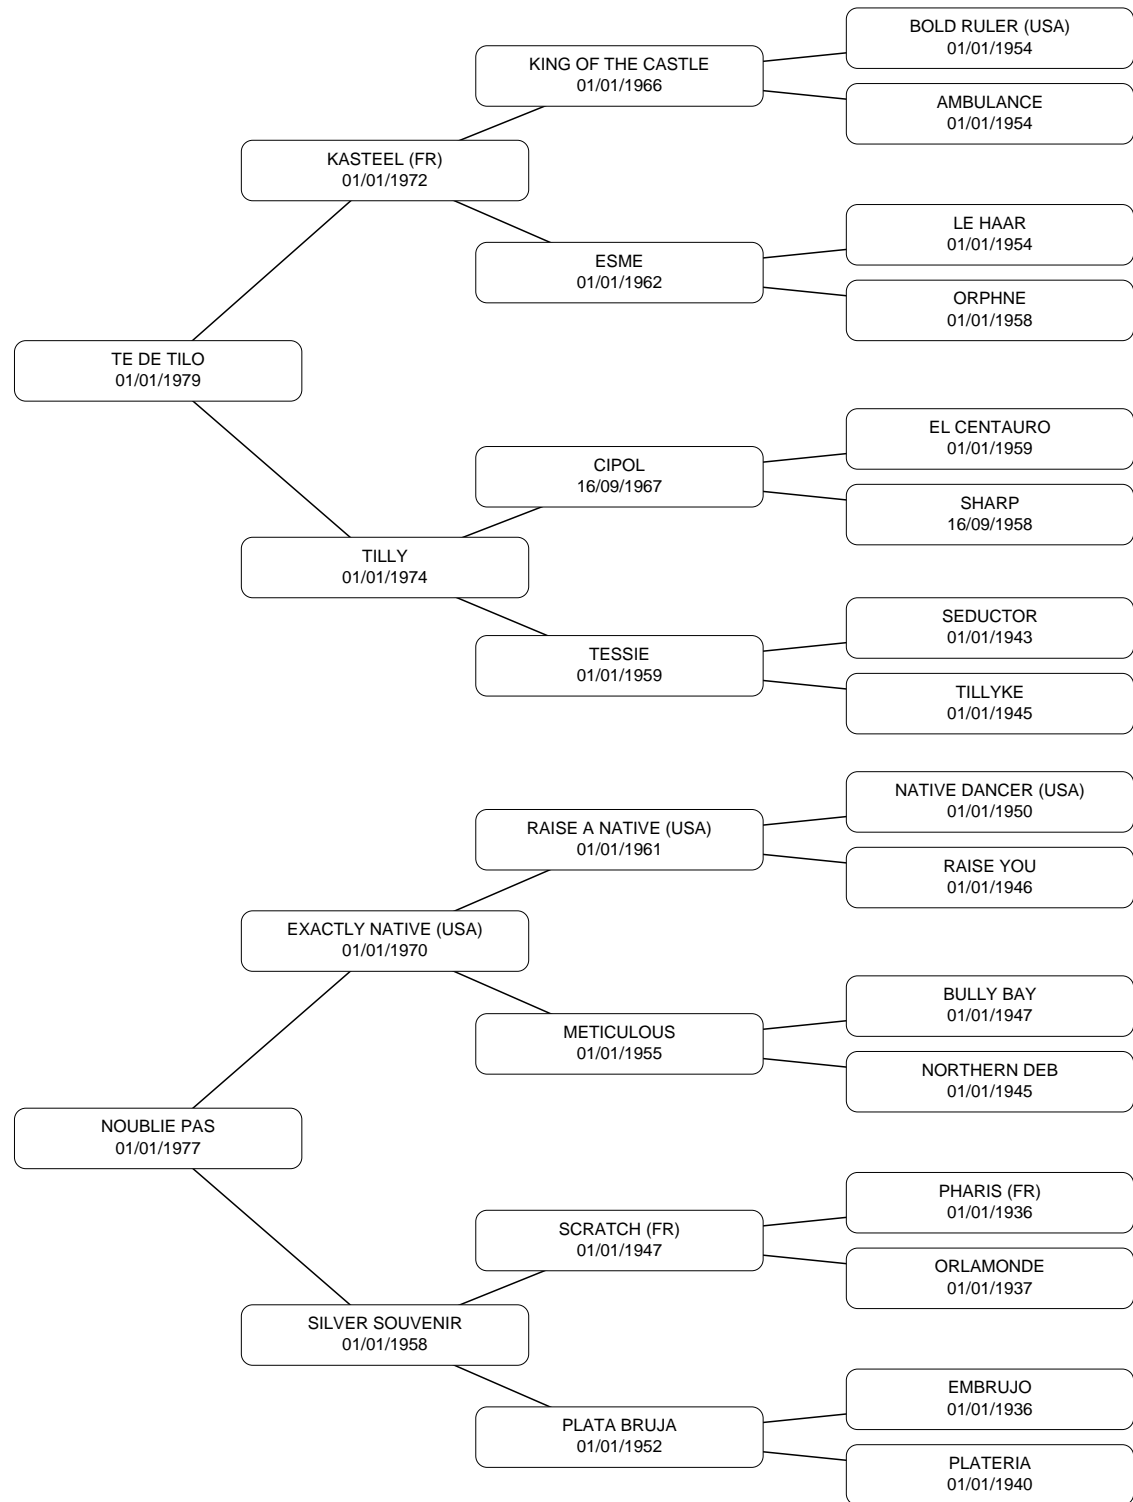 BOLD RULER (USA)
01/01/1954
KING OF THE CASTLE
01/01/1966
AMBULANCE
01/01/1954
KASTEEL (FR)
01/01/1972
LE HAAR
01/01/1954
ESME
01/01/1962
ORPHNE
01/01/1958
TE DE TILO
01/01/1979
EL CENTAURO
01/01/1959
CIPOL
16/09/1967
SHARP
16/09/1958
TILLY
01/01/1974
SEDUCTOR
01/01/1943
TESSIE
01/01/1959
TILLYKE
01/01/1945
NATIVE DANCER (USA)
01/01/1950
RAISE A NATIVE (USA)
01/01/1961
RAISE YOU
01/01/1946
EXACTLY NATIVE (USA)
01/01/1970
BULLY BAY
01/01/1947
METICULOUS
01/01/1955
NORTHERN DEB
01/01/1945
NOUBLIE PAS
01/01/1977
PHARIS (FR)
01/01/1936
SCRATCH (FR)
01/01/1947
ORLAMONDE
01/01/1937
SILVER SOUVENIR
01/01/1958
EMBRUJO
01/01/1936
PLATA BRUJA
01/01/1952
PLATERIA
01/01/1940